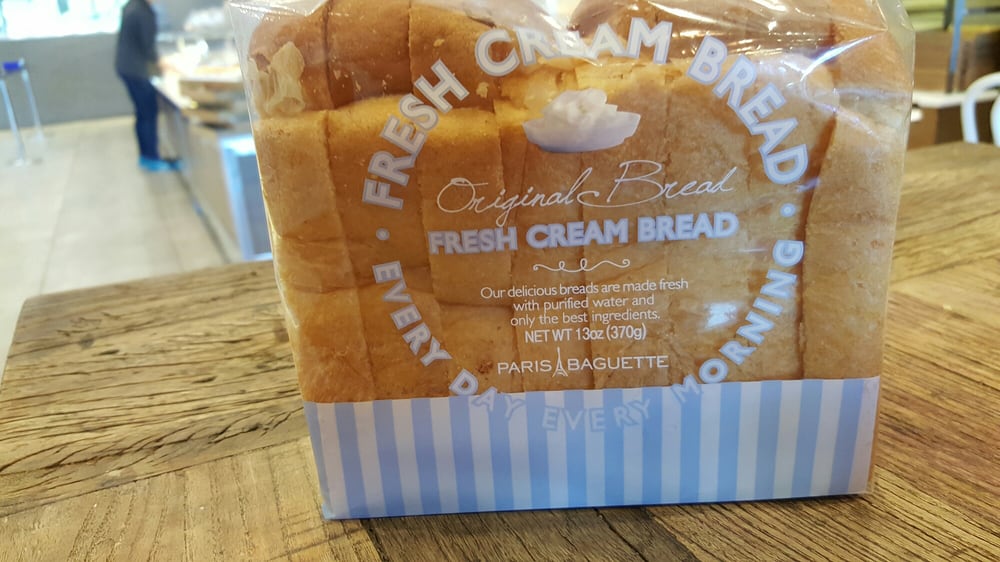 • FRESH CREAM BREAD •
Original Bread
FRESH CREAM BREAD
Our delicious breads are made fresh
with purified water and
only the best ingredients.
NET WT 13oz (370g)
PARIS BAGUETTE
EVERY DAY EVERY MORNING